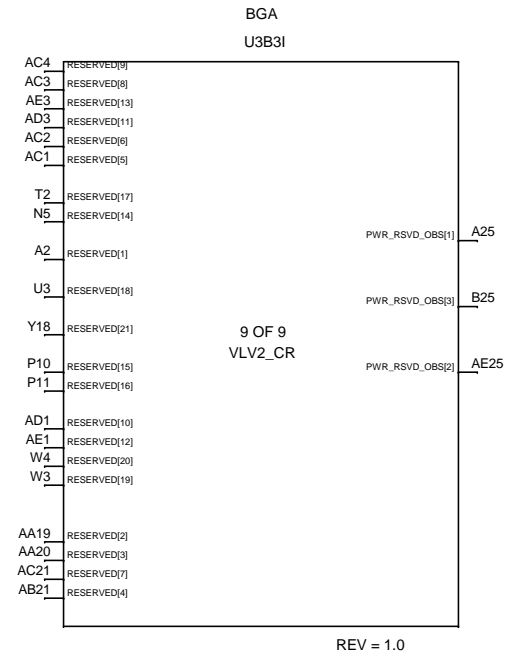 BGA
U3B3I
AC4 RESERVED[9]
AC3 RESERVED[8]
AE3 RESERVED[13]
AD3 RESERVED[11]
AC2 RESERVED[6]
AC1 RESERVED[5]
T2 RESERVED[17]
N5 RESERVED[14]
PWR_RSVD_OBS[1] A25
A2 RESERVED[1]
U3 RESERVED[18]
PWR_RSVD_OBS[3] B25
Y18 RESERVED[21]
9 OF 9
VLV2_CR
P10 RESERVED[15]
PWR_RSVD_OBS[2] AE25
P11 RESERVED[16]
AD1 RESERVED[10]
AE1 RESERVED[12]
W4 RESERVED[20]
W3 RESERVED[19]
AA19 RESERVED[2]
AA20 RESERVED[3]
AC21 RESERVED[7]
AB21 RESERVED[4]
REV = 1.0